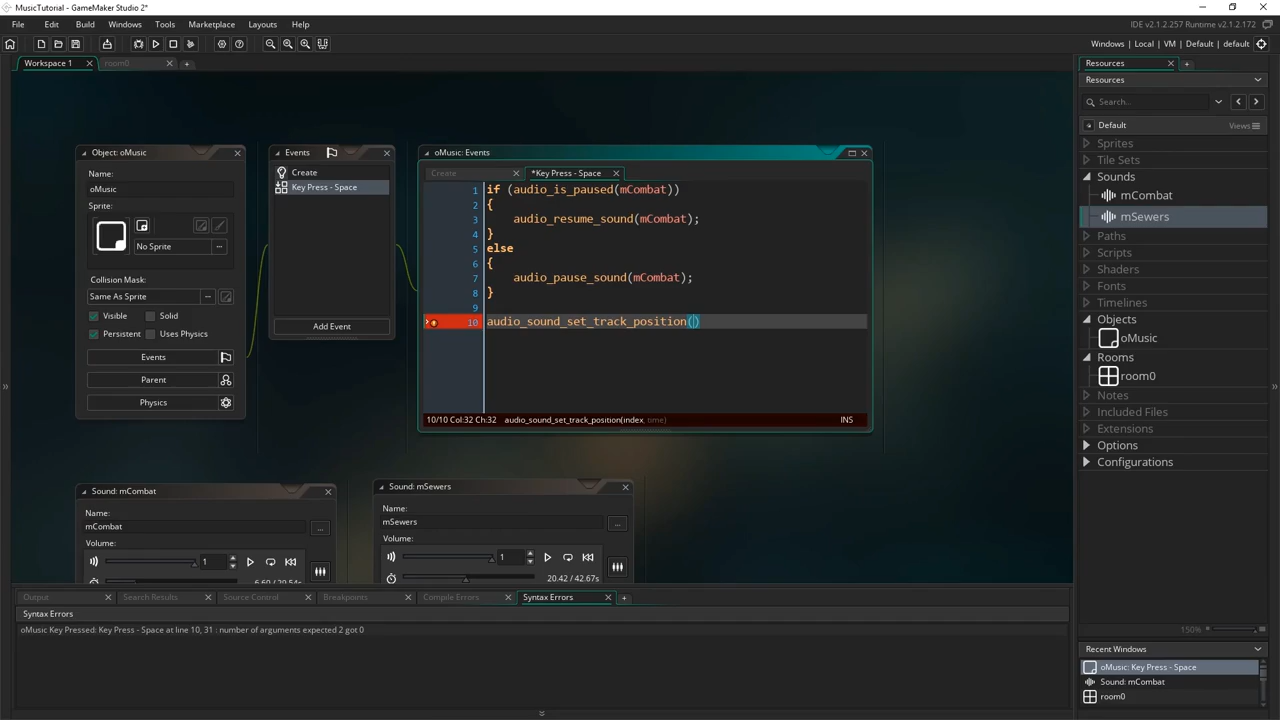 MusicTutorial - GameMaker Studio 2*
File Edit Build Windows Tools Marketplace Layouts Help
IDE v2.1.2.257 Runtime v2.1.2.172
Windows | Local | VM | Default | default
Workspace 1
room0
Object: oMusic
Name:
oMusic
Sprite:
No Sprite
Collision Mask:
Same As Sprite
Visible Solid
Persistent Uses Physics
Events
Parent
Physics
Events
Create
Key Press - Space
Add Event
oMusic: Events
Create
*Key Press - Space
1 if (audio_is_paused(mCombat))
2 {
3 audio_resume_sound(mCombat);
4 }
5 else
6 {
7 audio_pause_sound(mCombat);
8 }
9
10 audio_sound_set_track_position()
10/10 Col:32 Ch:32 audio_sound_set_track_position(index, time) INS
Sound: mCombat
Name:
mCombat
...
Volume:
1
6.60 / 20.54s
Sound: mSewers
Name:
mSewers
...
Volume:
1
20.42 / 42.67s
Output Search Results Source Control Breakpoints Compile Errors Syntax Errors
Syntax Errors
oMusic Key Pressed: Key Press - Space at line 10, 31 : number of arguments expected 2 got 0
Resources
Resources
Search...
Default Views
Sprites
Tile Sets
Sounds
mCombat
mSewers
Paths
Scripts
Shaders
Fonts
Timelines
Objects
oMusic
Rooms
room0
Notes
Included Files
Extensions
Options
Configurations
150%
Recent Windows
oMusic: Key Press - Space
Sound: mCombat
room0